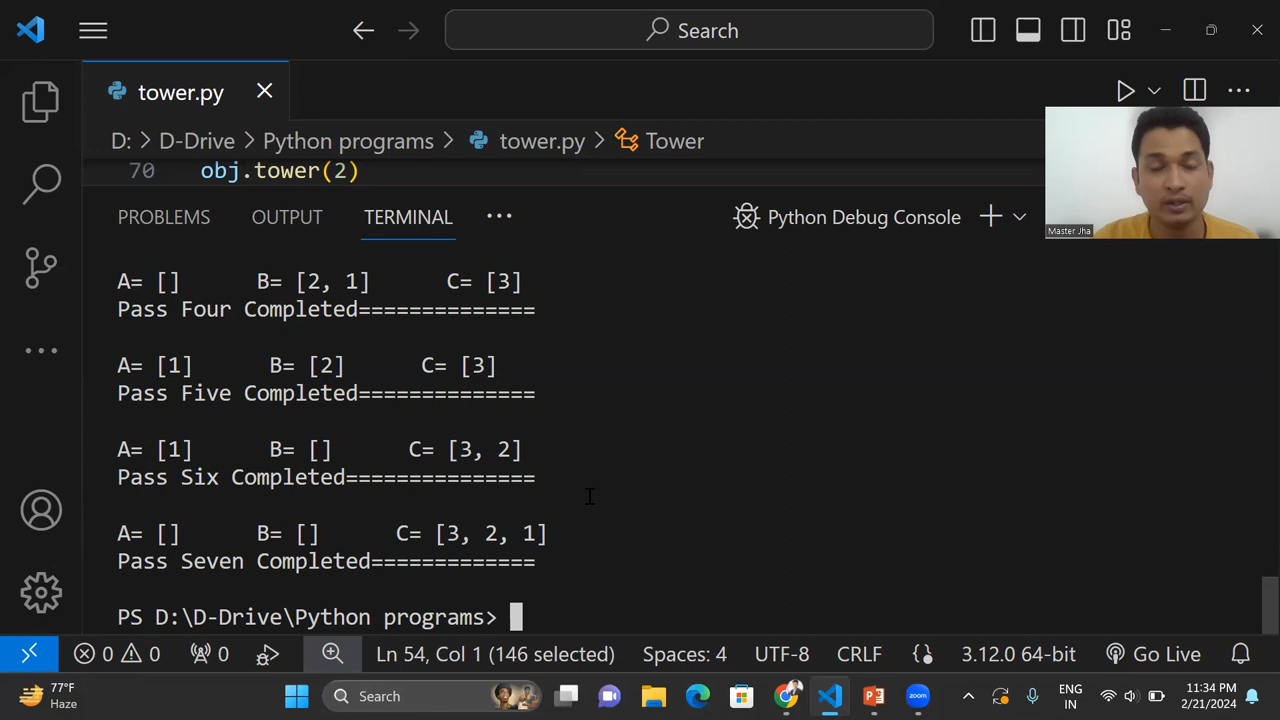 Search
tower.py
D: > D-Drive > Python programs > tower.py > Tower
70 obj.tower(2)
Master Jha
PROBLEMS OUTPUT TERMINAL ··· Python Debug Console
A= [] B= [2, 1] C= [3]
Pass Four Completed==============
A= [1] B= [2] C= [3]
Pass Five Completed==============
A= [1] B= [] C= [3, 2]
Pass Six Completed===============
A= [] B= [] C= [3, 2, 1]
Pass Seven Completed=============
PS D:\D-Drive\Python programs>
0 0 0 Ln 54, Col 1 (146 selected) Spaces: 4 UTF-8 CRLF 3.12.0 64-bit Go Live
77°F
Haze
Search
ENG
IN
11:34 PM
2/21/2024